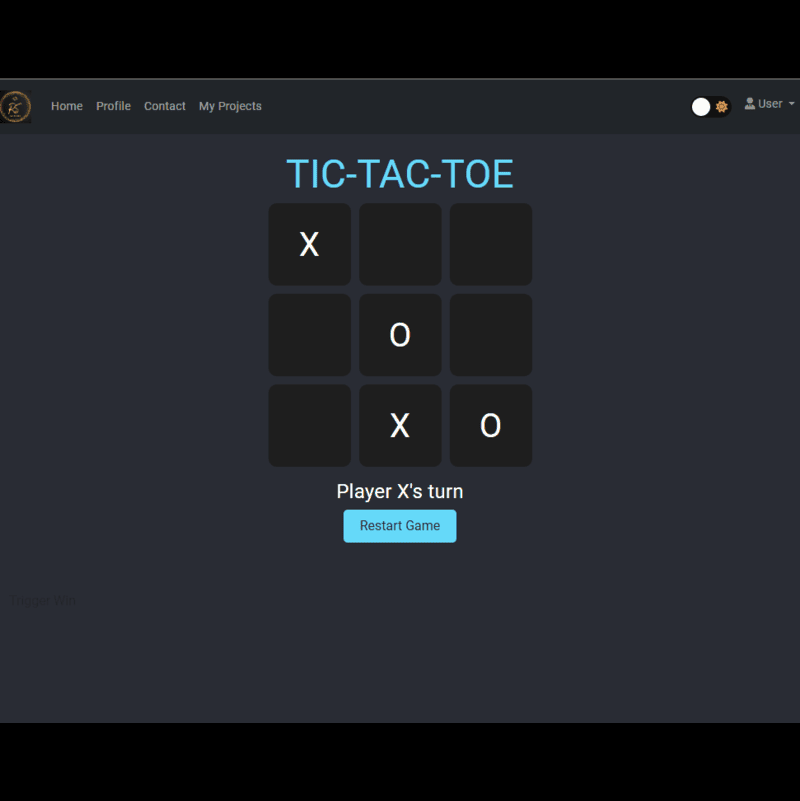 Home Profile Contact My Projects User
TIC-TAC-TOE
X
O
X O
Player X's turn
Restart Game
Trigger Win